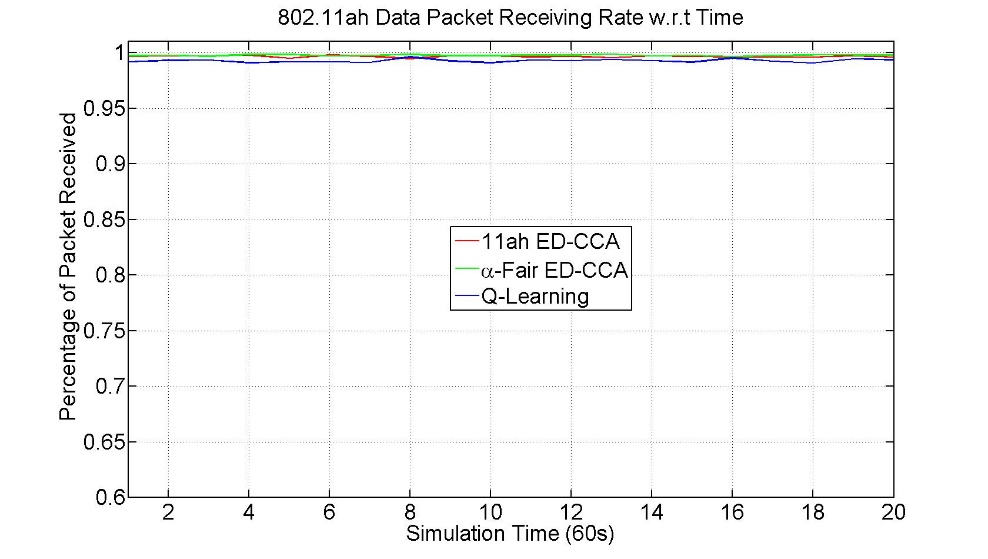 802.11ah Data Packet Receiving Rate w.r.t Time
Percentage of Packet Received
1
0.95
0.9
0.85
0.8
0.75
0.7
0.65
0.6
11ah ED-CCA
α-Fair ED-CCA
Q-Learning
2 4 6 8 10 12 14 16 18 20
Simulation Time (60s)